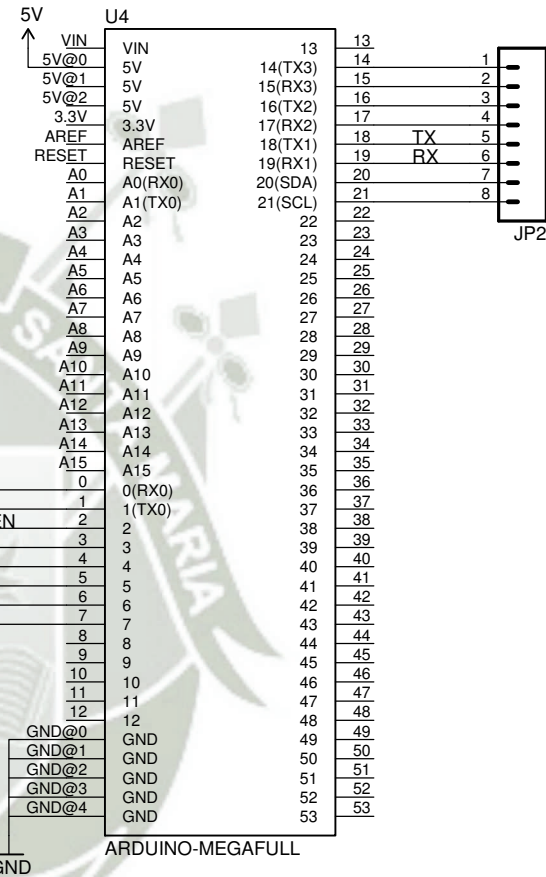 5V
U4
VIN VIN 13 13
5V@0 5V 14(TX3) 14 1
5V@1 5V 15(RX3) 15 2
5V@2 5V 16(TX2) 16 3
3.3V 3.3V 17(RX2) 17 4
AREF AREF 18(TX1) 18 TX 5
RESET RESET 19(RX1) 19 RX 6
A0 A0(RX0) 20(SDA) 20 7
A1 A1(TX0) 21(SCL) 21 8
A2 A2 22 22
JP2
A3 A3 23 23
A4 A4 24 24
A5 A5 25 25
A6 A6 26 26
A7 A7 27 27
A8 A8 28 28
A9 A9 29 29
A10 A10 30 30
A11 A11 31 31
A12 A12 32 32
A13 A13 33 33
A14 A14 34 34
A15 A15 35 35
0 0(RX0) 36 36
1 1(TX0) 37 37
EN 2 2 38 38
3 3 39 39
4 4 40 40
5 5 41 41
6 6 42 42
7 7 43 43
8 8 44 44
9 9 45 45
10 10 46 46
11 11 47 47
12 12 48 48
GND@0 GND 49 49
GND@1 GND 50 50
GND@2 GND 51 51
GND@3 GND 52 52
GND@4 GND 53 53
GND
ARDUINO-MEGAFULL
SANTA MARIA